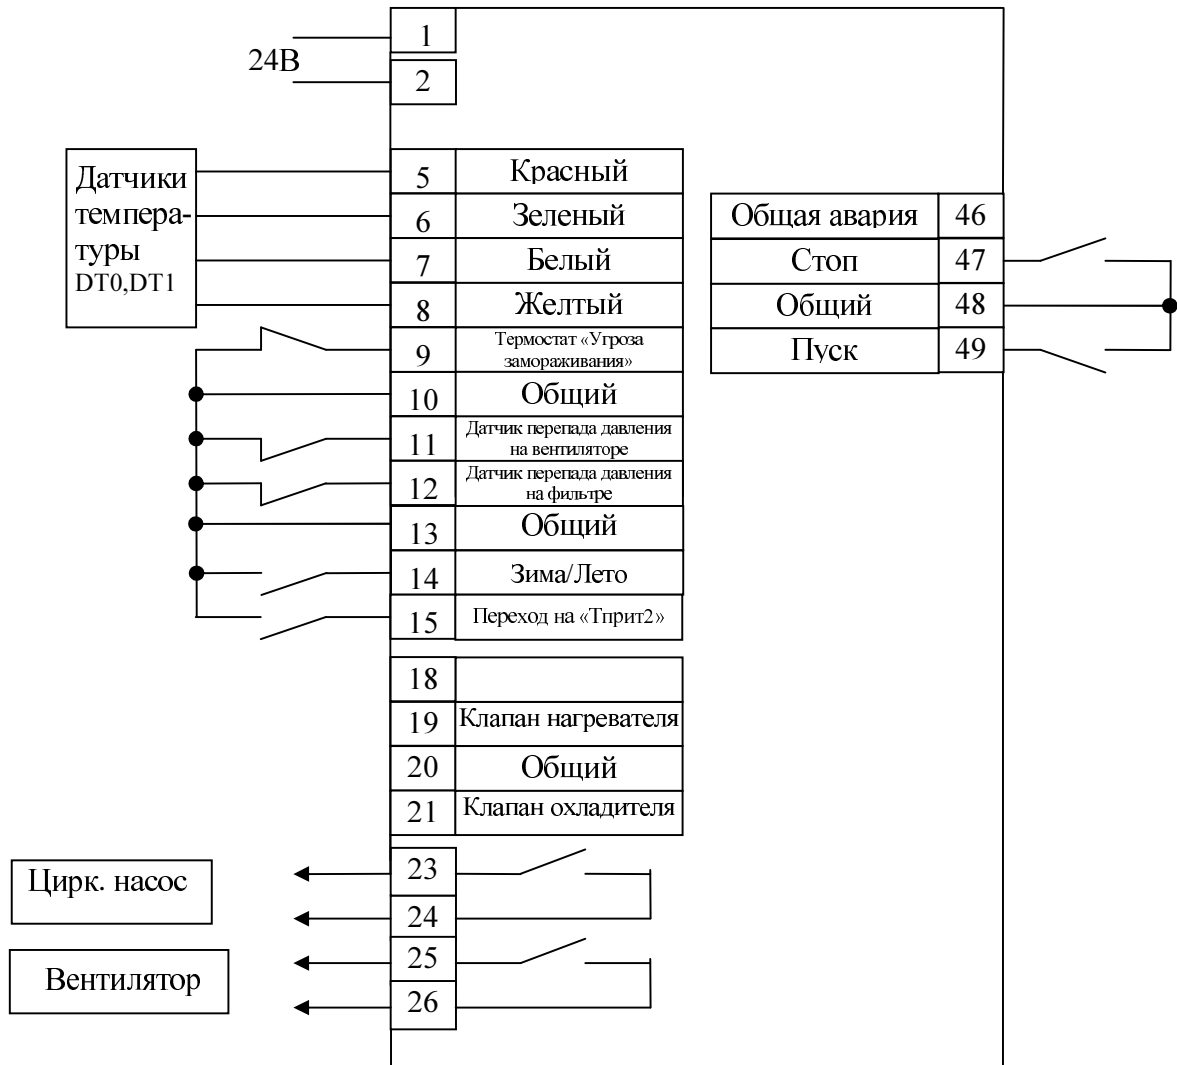 24В
1
2
Датчики
темпера-
туры
DT0,DT1
5 Красный
6 Зеленый
7 Белый
8 Желтый
9 Термостат «Угроза
замораживания»
10 Общий
11 Датчик перепада давления
на вентиляторе
12 Датчик перепада давления
на фильтре
13 Общий
14 Зима/Лето
15 Переход на «Тприт2»
18
19 Клапан нагревателя
20 Общий
21 Клапан охладителя
Цирк. насос
23
24
Вентилятор
25
26
Общая авария 46
Стоп 47
Общий 48
Пуск 49